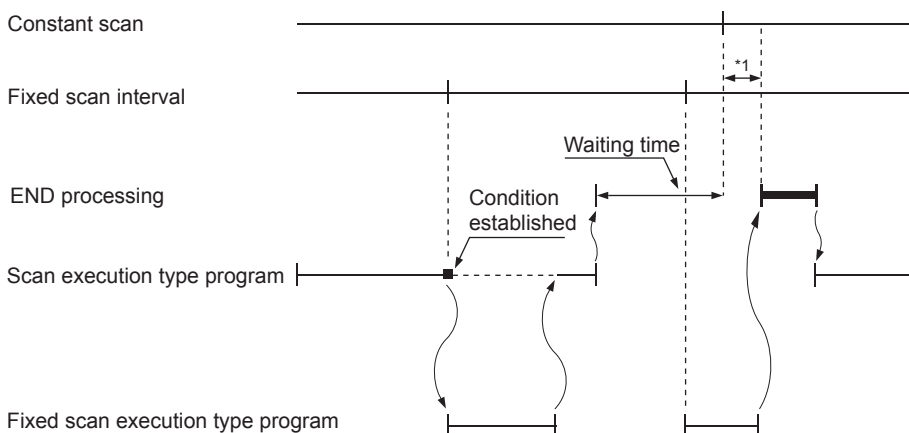 Constant scan
*1
Fixed scan interval
Waiting time
END processing
Condition
established
Scan execution type program
Fixed scan execution type program